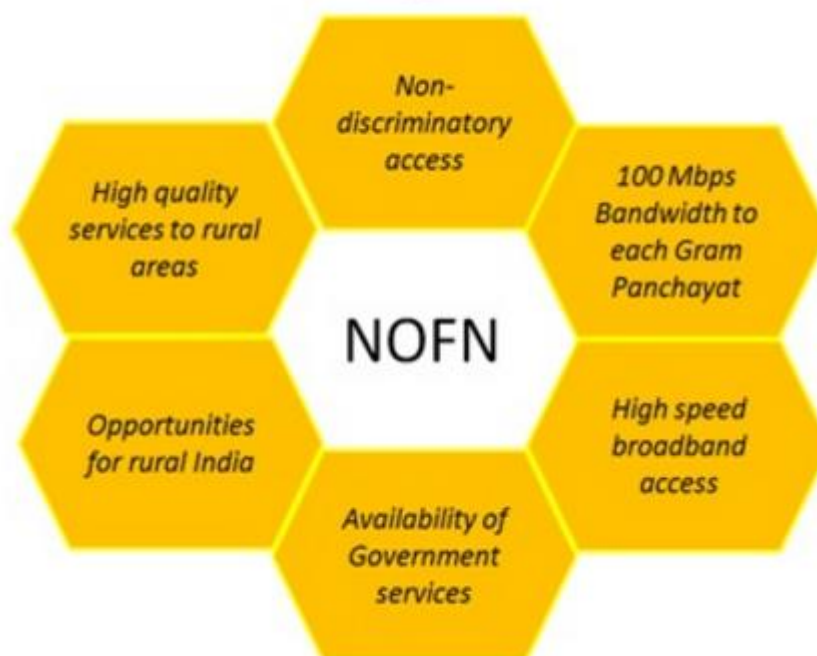 Non-
discriminatory
access
100 Mbps
Bandwidth to
each Gram
Panchayat
High speed
broadband
access
Availability of
Government
services
Opportunities
for rural India
High quality
services to rural
areas
NOFN